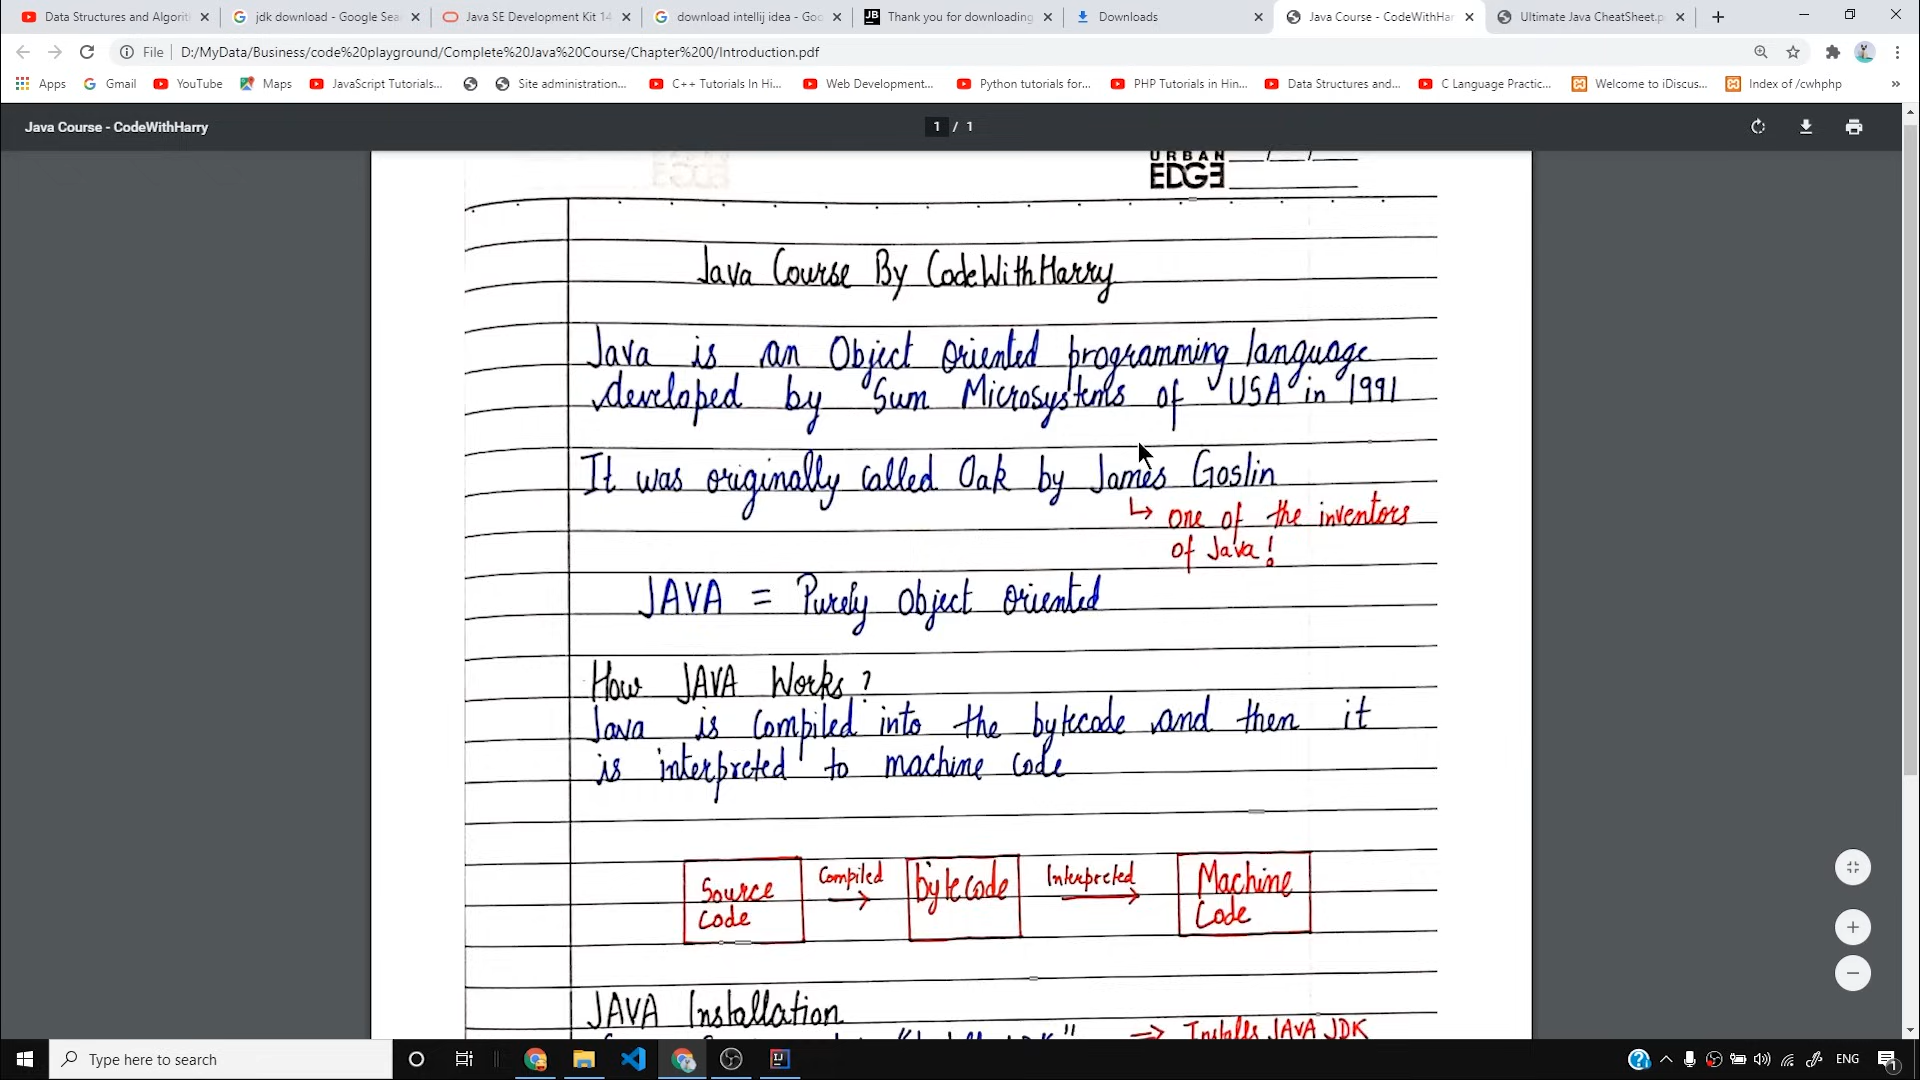 Data Structures and Algorit
jdk download - Google Sea
Java SE Development Kit 14
download intellij idea - Goo
Thank you for downloading
Downloads
Java Course - CodeWithHar
Ultimate Java CheatSheet.p
File
D:/MyData/Business/code%20playground/Complete%20Java%20Course/Chapter%200/Introduction.pdf
Apps
Gmail
YouTube
Maps
JavaScript Tutorials...
Site administration...
C++ Tutorials In Hi...
Web Development...
Python tutorials for...
PHP Tutorials in Hin...
Data Structures and...
C Language Practic...
Welcome to iDiscus...
Index of /cwhphp
Java Course - CodeWithHarry
1 / 1
URBAN
EDGE
Java Course By CodeWithHarry
Java is an Object Oriented programming language
developed by Sun Microsystems of USA in 1991
It was originally called Oak by James Goslin
↳ one of the inventors
of Java!
JAVA = Purely object oriented
How JAVA Works?
Java is compiled into the bytecode and then it
is interpreted to machine code
Source
Code
Compiled
→
bytecode
Interpreted
→
Machine
Code
JAVA Installation
⇒ Installs JAVA JDK
Type here to search
ENG
1